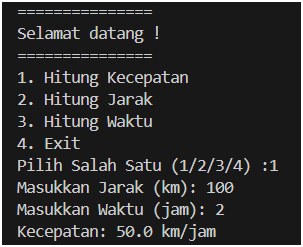 ===============
Selamat datang !
===============
1. Hitung Kecepatan
2. Hitung Jarak
3. Hitung Waktu
4. Exit
Pilih Salah Satu (1/2/3/4) :1
Masukkan Jarak (km): 100
Masukkan Waktu (jam): 2
Kecepatan: 50.0 km/jam